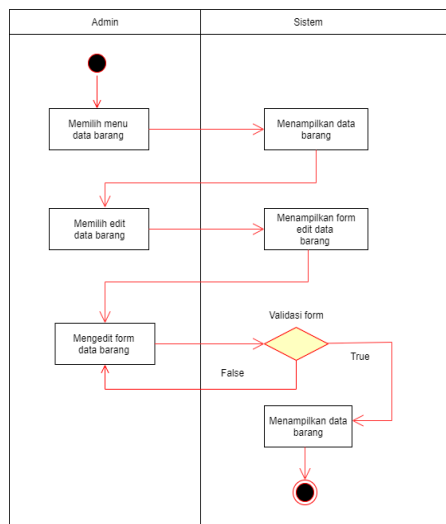 Admin
Sistem
Memilih menu
data barang
Menampilkan data
barang
Memilih edit
data barang
Menampilkan form
edit data
barang
Mengedit form
data barang
Validasi form
True
False
Menampilkan data
barang